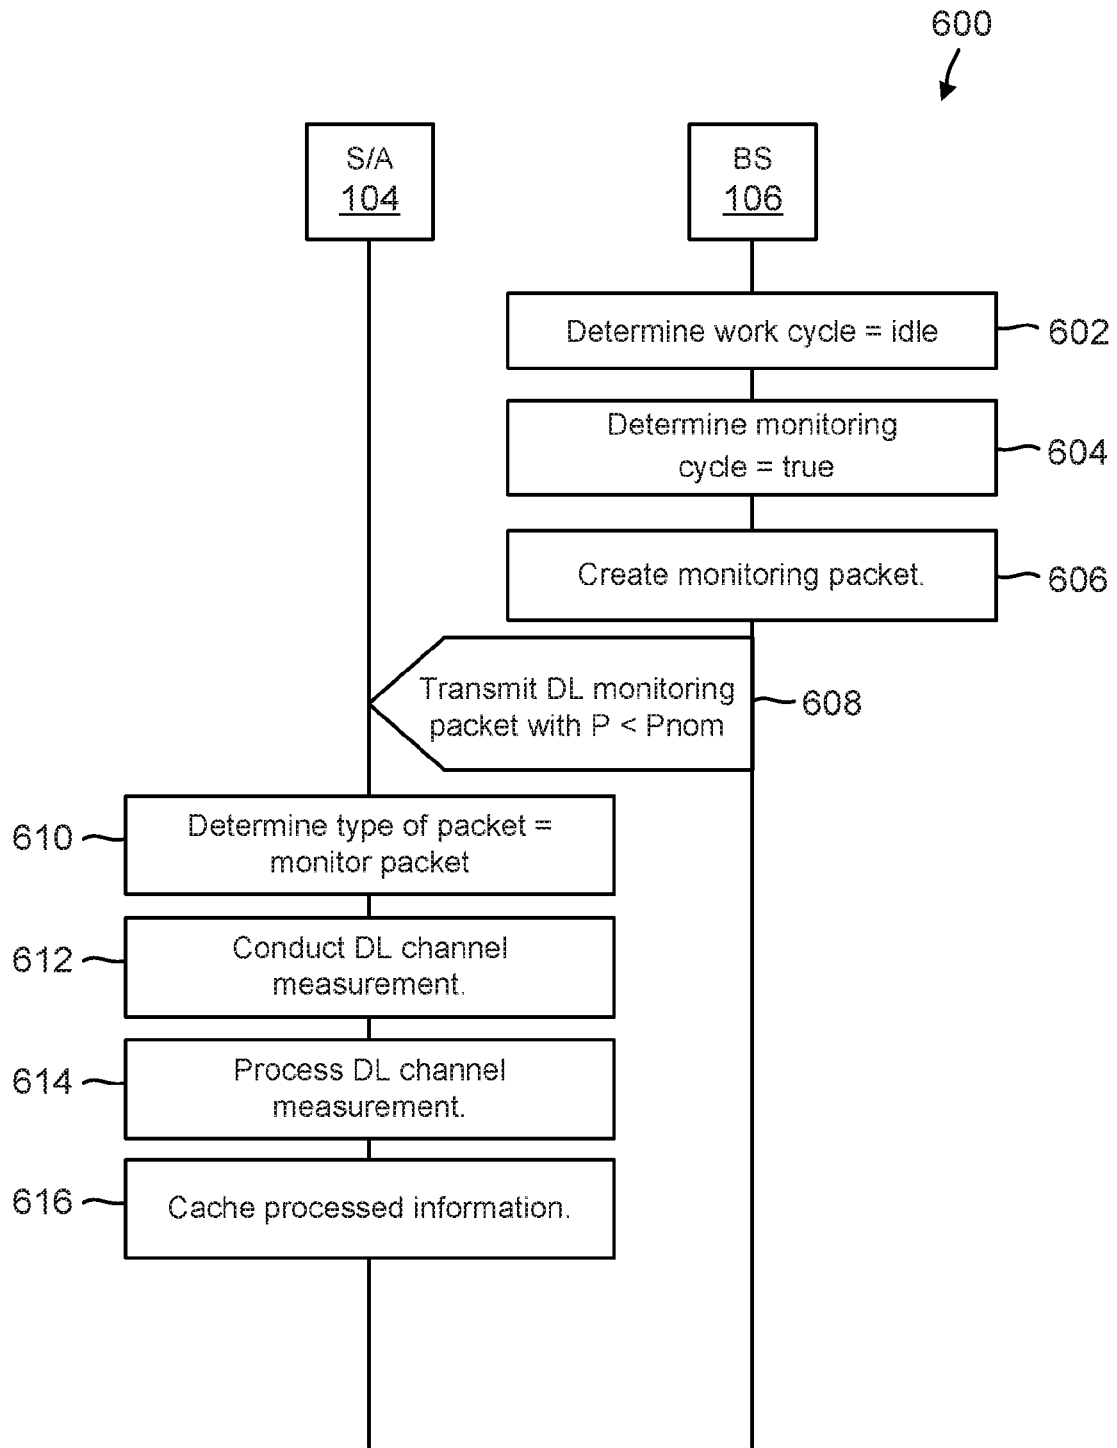 600
S/A
104
BS
106
Determine work cycle = idle
602
Determine monitoring
cycle = true
604
Create monitoring packet.
606
Transmit DL monitoring
packet with P < Pnom
608
610
Determine type of packet =
monitor packet
612
Conduct DL channel
measurement.
614
Process DL channel
measurement.
616
Cache processed information.